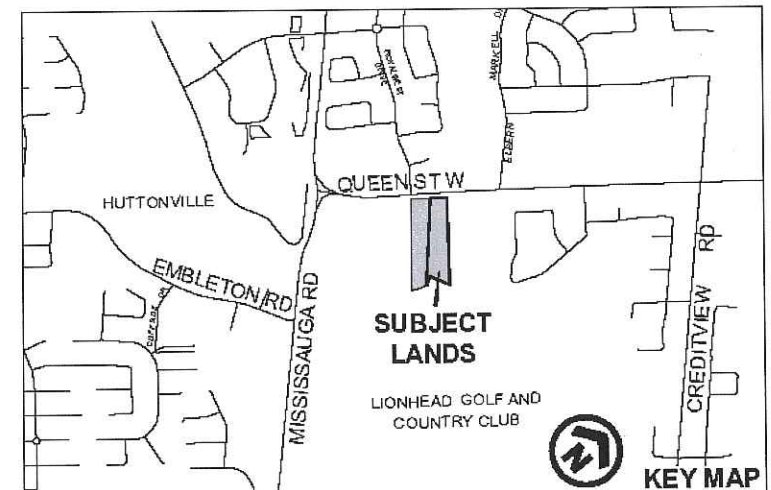 MARKELL
ELBERN
QUEEN ST W
HUTTONVILLE
EMBLETON RD
MISSISSAUGA RD
CREDITVIEW RD
SUBJECT
LANDS
LIONHEAD GOLF AND
COUNTRY CLUB
N
KEY MAP